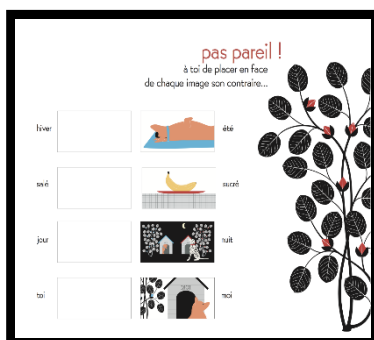 pas pareil !
à toi de placer en face
de chaque image son contraire...
hiver été
salé sucré
jour nuit
toi moi